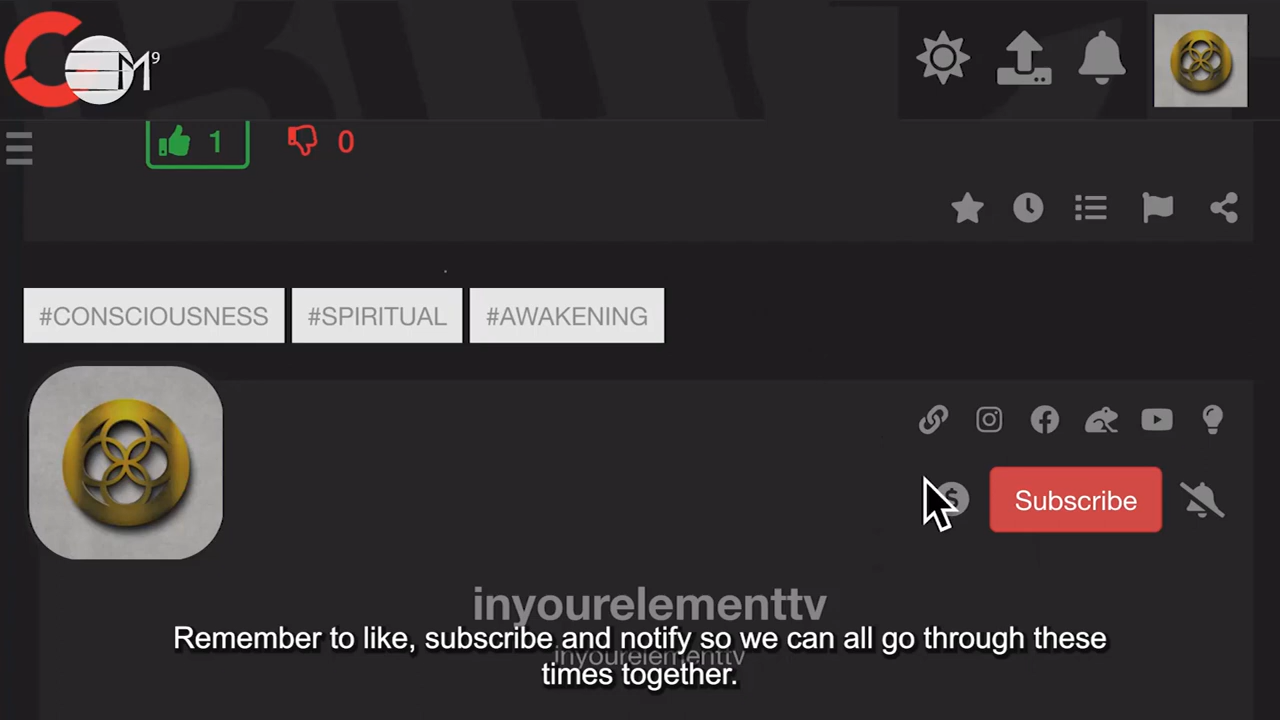 M9
1
0
#CONSCIOUSNESS #SPIRITUAL #AWAKENING
$ Subscribe
inyourelementtv
inyourelementtv
Remember to like, subscribe and notify so we can all go through these
times together.